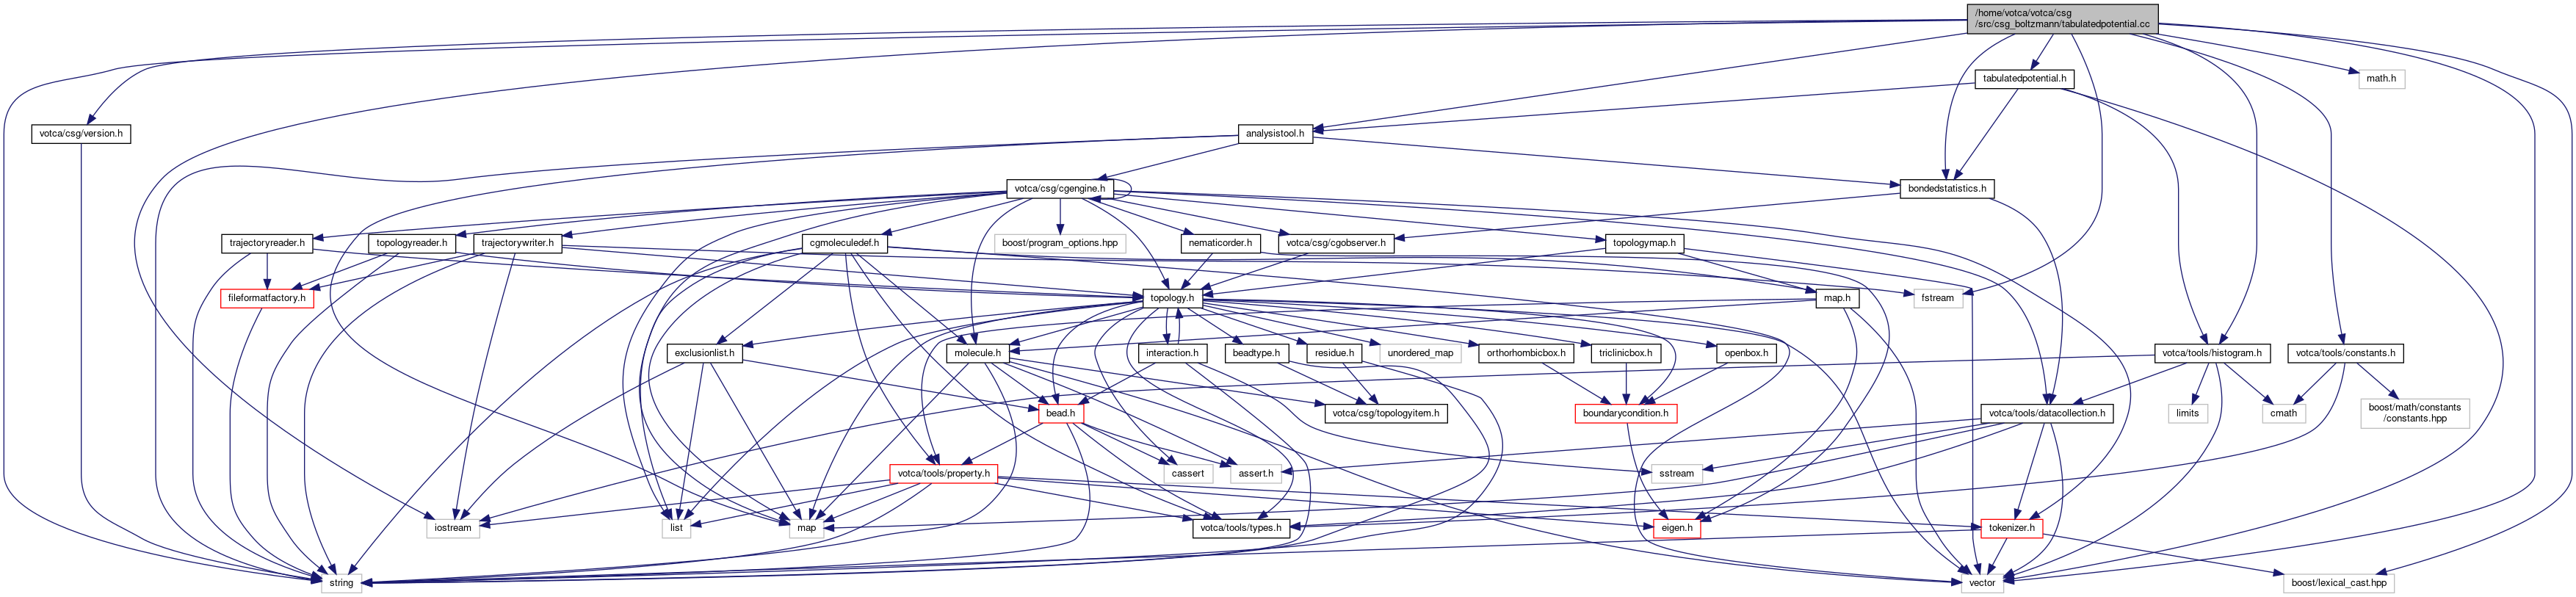 /home/votca/votca/csg
/src/csg_boltzmann/tabulatedpotential.cc
tabulatedpotential.h
math.h
votca/csg/version.h
analysistool.h
votca/csg/cgengine.h
bondedstatistics.h
trajectoryreader.h
topologyreader.h
trajectorywriter.h
cgmoleculedef.h
boost/program_options.hpp
nematicorder.h
votca/csg/cgobserver.h
topologymap.h
fileformatfactory.h
topology.h
fstream
map.h
exclusionlist.h
molecule.h
interaction.h
beadtype.h
residue.h
unordered_map
orthorhombicbox.h
triclinicbox.h
openbox.h
votca/tools/histogram.h
votca/tools/constants.h
bead.h
votca/csg/topologyitem.h
boundarycondition.h
votca/tools/datacollection.h
limits
cmath
boost/math/constants
/constants.hpp
votca/tools/property.h
cassert
assert.h
sstream
iostream
list
map
votca/tools/types.h
eigen.h
tokenizer.h
string
vector
boost/lexical_cast.hpp